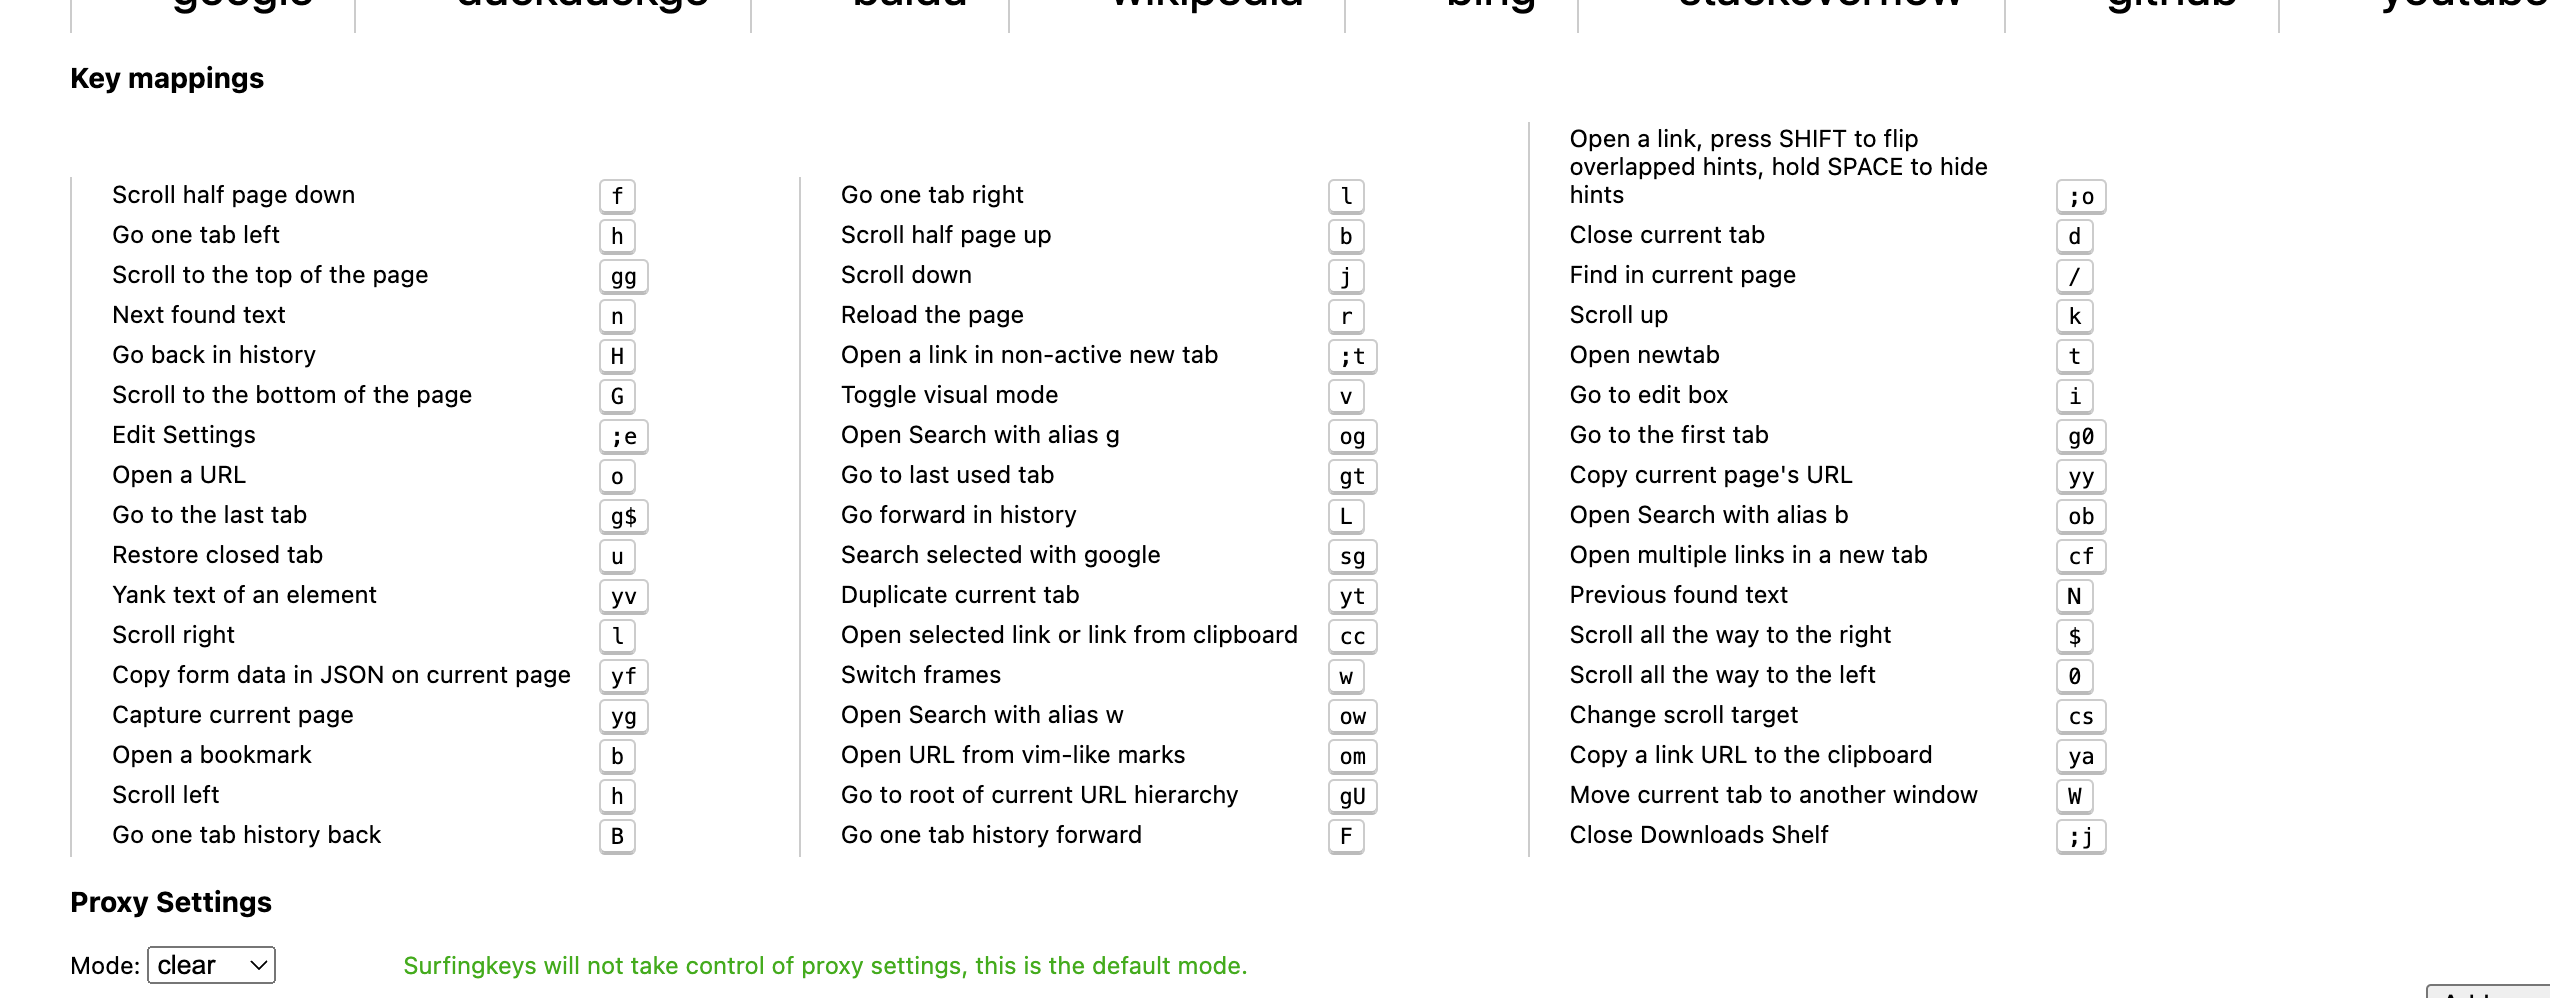 google duckduckgo baidu wikipedia bing stackoverflow github youtube
Key mappings
Scroll half page down f
Go one tab left h
Scroll to the top of the page gg
Next found text n
Go back in history H
Scroll to the bottom of the page G
Edit Settings ;e
Open a URL o
Go to the last tab g$
Restore closed tab u
Yank text of an element yv
Scroll right l
Copy form data in JSON on current page yf
Capture current page yg
Open a bookmark b
Scroll left h
Go one tab history back B
Go one tab right l
Scroll half page up b
Scroll down j
Reload the page r
Open a link in non-active new tab ;t
Toggle visual mode v
Open Search with alias g og
Go to last used tab gt
Go forward in history L
Search selected with google sg
Duplicate current tab yt
Open selected link or link from clipboard cc
Switch frames w
Open Search with alias w ow
Open URL from vim-like marks om
Go to root of current URL hierarchy gU
Go one tab history forward F
Open a link, press SHIFT to flip
overlapped hints, hold SPACE to hide
hints ;o
Close current tab d
Find in current page /
Scroll up k
Open newtab t
Go to edit box i
Go to the first tab g0
Copy current page's URL yy
Open Search with alias b ob
Open multiple links in a new tab cf
Previous found text N
Scroll all the way to the right $
Scroll all the way to the left 0
Change scroll target cs
Copy a link URL to the clipboard ya
Move current tab to another window W
Close Downloads Shelf ;j
Proxy Settings
Mode: clear Surfingkeys will not take control of proxy settings, this is the default mode.